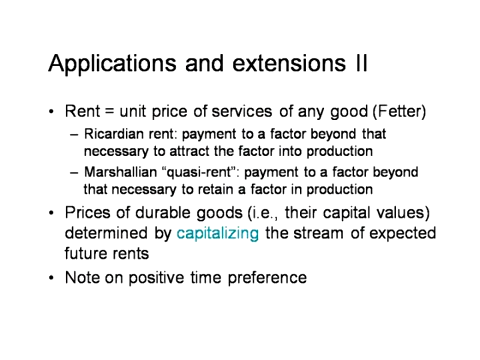 Applications and extensions II
• Rent = unit price of services of any good (Fetter)
– Ricardian rent: payment to a factor beyond that
necessary to attract the factor into production
– Marshallian “quasi-rent”: payment to a factor beyond
that necessary to retain a factor in production
• Prices of durable goods (i.e., their capital values)
determined by capitalizing the stream of expected
future rents
• Note on positive time preference